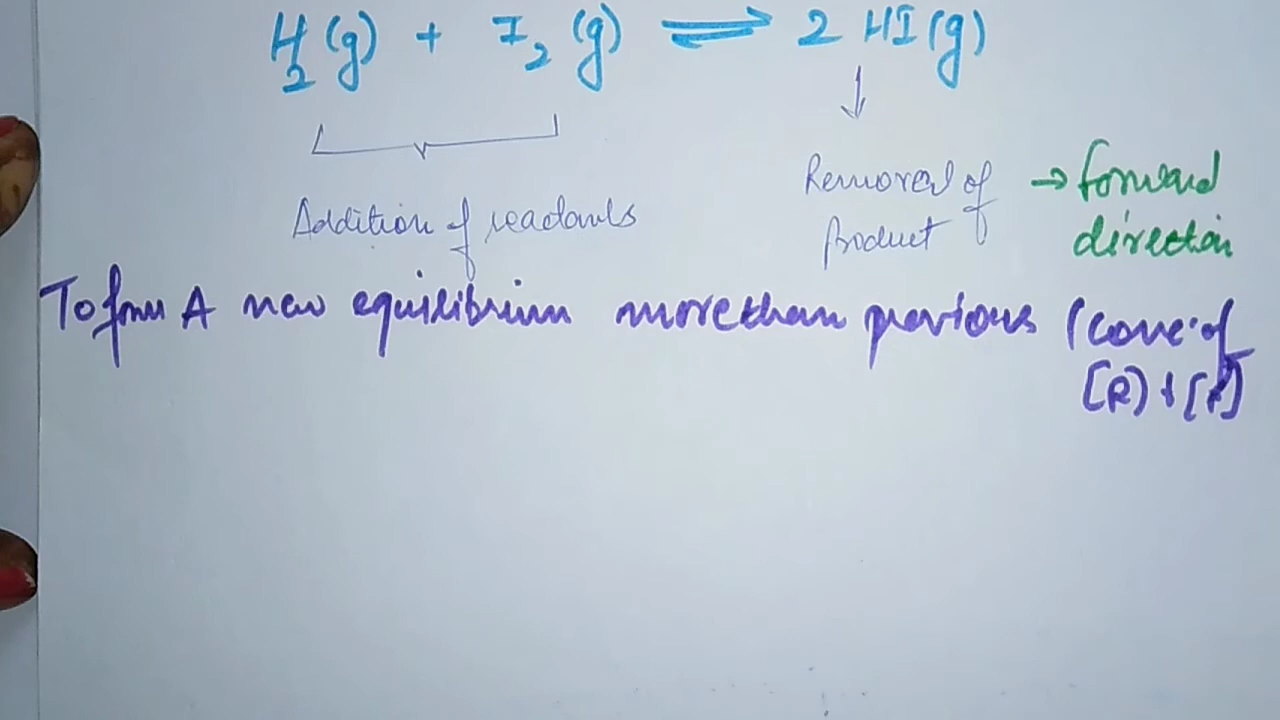 H₂(g) + I₂(g) ⇌ 2 HI(g)
Addition of reactants
Removal of → forward
product direction
To form A new equilibrium more than previous (conc. of
[R) & [P]